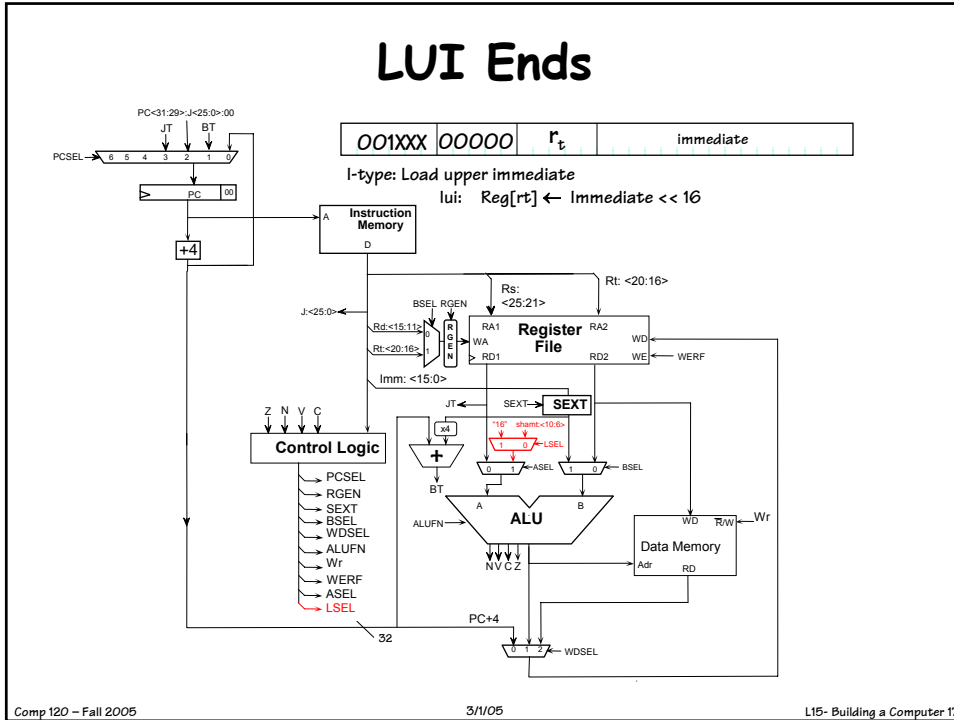 LUI Ends
PC<31:29>:J<25:0>:00
JT
BT
PCSEL
6 5 4 3 2 1 0
PC
00
001XXX 00000 rt immediate
I-type: Load upper immediate
lui: Reg[rt] ← Immediate << 16
A
Instruction
Memory
D
+4
Rs:
<25:21>
Rt: <20:16>
J:<25:0>
BSEL RGEN
Rd:<15:11>
0
Rt:<20:16>
1
R
G
E
N
RA1
RA2
Register
File
WA
WD
RD1
RD2
WE
WERF
Imm: <15:0>
JT
SEXT
SEXT
Z N V C
Control Logic
x4
+
BT
"16" shamt:<10:6>
1 0
LSEL
0 1
ASEL
1 0
BSEL
PCSEL
RGEN
SEXT
BSEL
WDSEL
ALUFN
Wr
WERF
ASEL
LSEL
32
A
B
ALU
ALUFN
N V C Z
WD
R/W
Wr
Data Memory
Adr
RD
PC+4
0 1 2
WDSEL
Comp 120 – Fall 2005
3/1/05
L15- Building a Computer 17